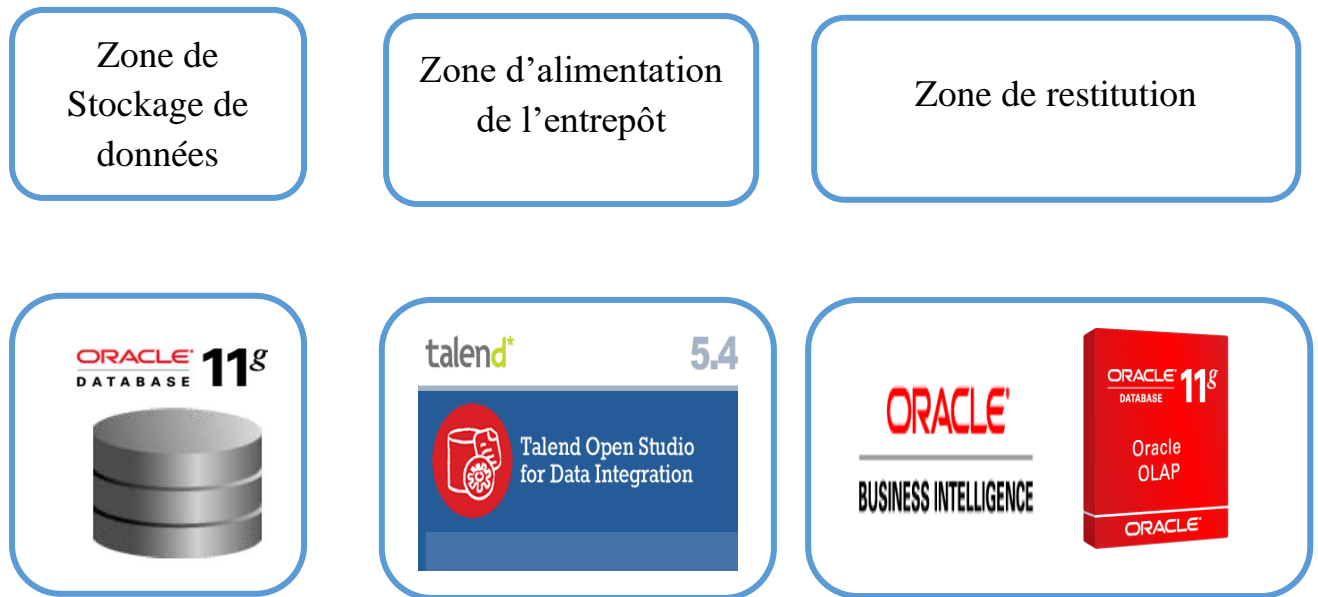 Zone de
Stockage de
données
Zone d’alimentation
de l’entrepôt
Zone de restitution
ORACLE 11g
DATABASE
talend* 5.4
Talend Open Studio
for Data Integration
ORACLE
BUSINESS INTELLIGENCE
ORACLE 11g
DATABASE
Oracle
OLAP
ORACLE